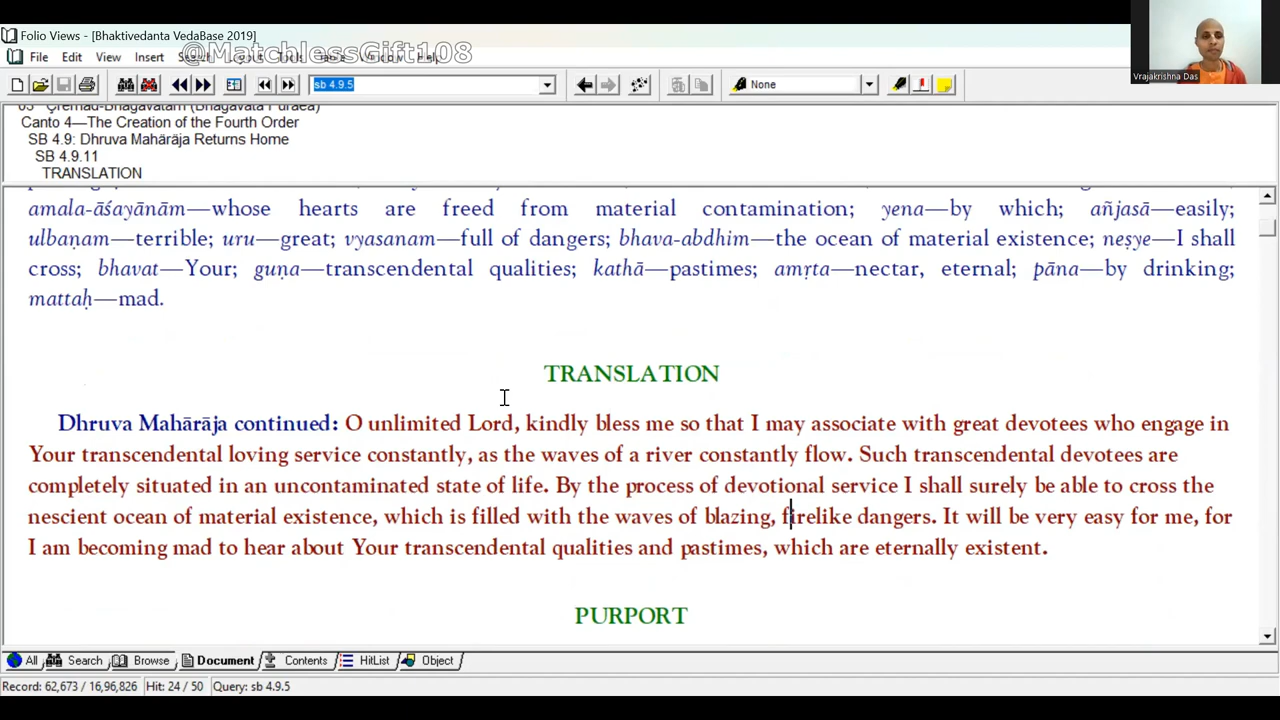 Folio Views - [Bhaktivedanta VedaBase 2019]
@MatchlessGift108
File Edit View Insert
sb 4.9.5
None
Vrajakrishna Das
03 Çrémad-Bhägavatam (Bhägavata Puräëa)
Canto 4—The Creation of the Fourth Order
SB 4.9: Dhruva Mahäräja Returns Home
SB 4.9.11
TRANSLATION
amala-āśayānām—whose hearts are freed from material contamination; yena—by which; añjasā—easily;
ulbaṇam—terrible; uru—great; vyasanam—full of dangers; bhava-abdhim—the ocean of material existence; neṣye—I shall
cross; bhavat—Your; guṇa—transcendental qualities; kathā—pastimes; amṛta—nectar, eternal; pāna—by drinking;
mattaḥ—mad.
TRANSLATION
Dhruva Mahārāja continued: O unlimited Lord, kindly bless me so that I may associate with great devotees who engage in
Your transcendental loving service constantly, as the waves of a river constantly flow. Such transcendental devotees are
completely situated in an uncontaminated state of life. By the process of devotional service I shall surely be able to cross the
nescient ocean of material existence, which is filled with the waves of blazing, firelike dangers. It will be very easy for me, for
I am becoming mad to hear about Your transcendental qualities and pastimes, which are eternally existent.
PURPORT
All Search Browse Document Contents HitList Object
Record: 62,673 / 16,96,826 Hit: 24 / 50 Query: sb 4.9.5